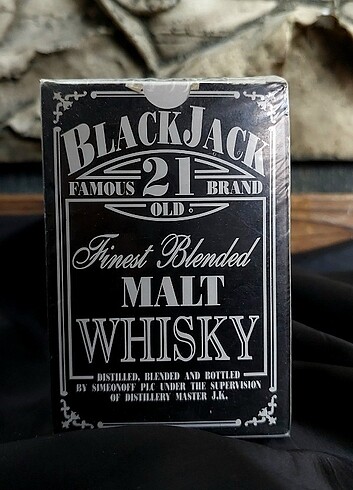 BLACKJACK
FAMOUS 21 BRAND
OLD
Finest Blended
MALT
WHISKY
DISTILLED, BLENDED AND BOTTLED
BY SIMEONOFF PLC UNDER THE SUPERVISION
OF DISTILLERY MASTER J.K.